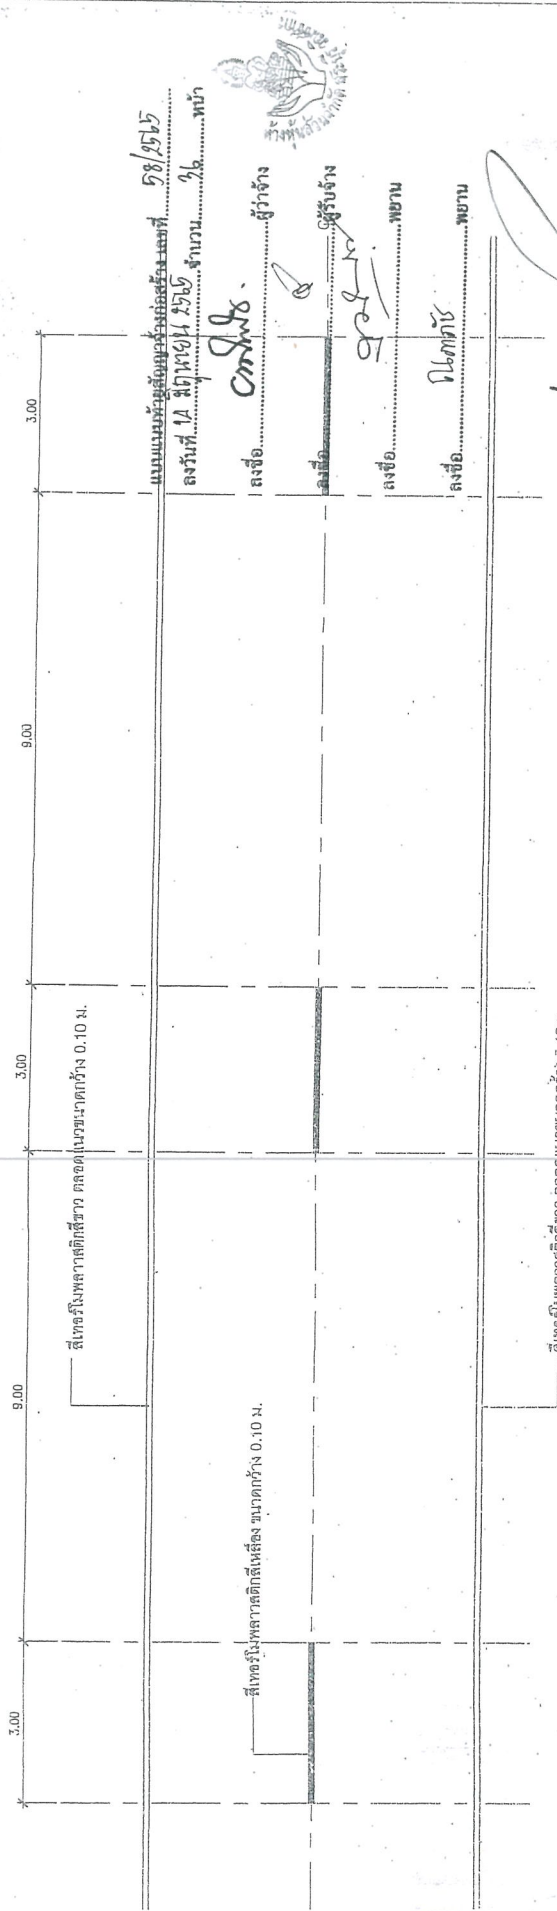 3.00
9.00
3.00
9.00
3.00
สีเทอร์โมพลาสติกสีขาว ตลอดแนวขนาดกว้าง 0.10 ม.
สีเทอร์โมพลาสติกสีเหลือง ขนาดกว้าง 0.10 ม.
แบบแนบท้ายสัญญาจ้างก่อสร้าง เลขที่ 58/2565
ลงวันที่ 14 มิถุนายน 2565 จำนวน 36 หน้า
ลงชื่อ ผู้ว่าจ้าง
ลงชื่อ ผู้รับจ้าง
ลงชื่อ พยาน
ลงชื่อ พยาน